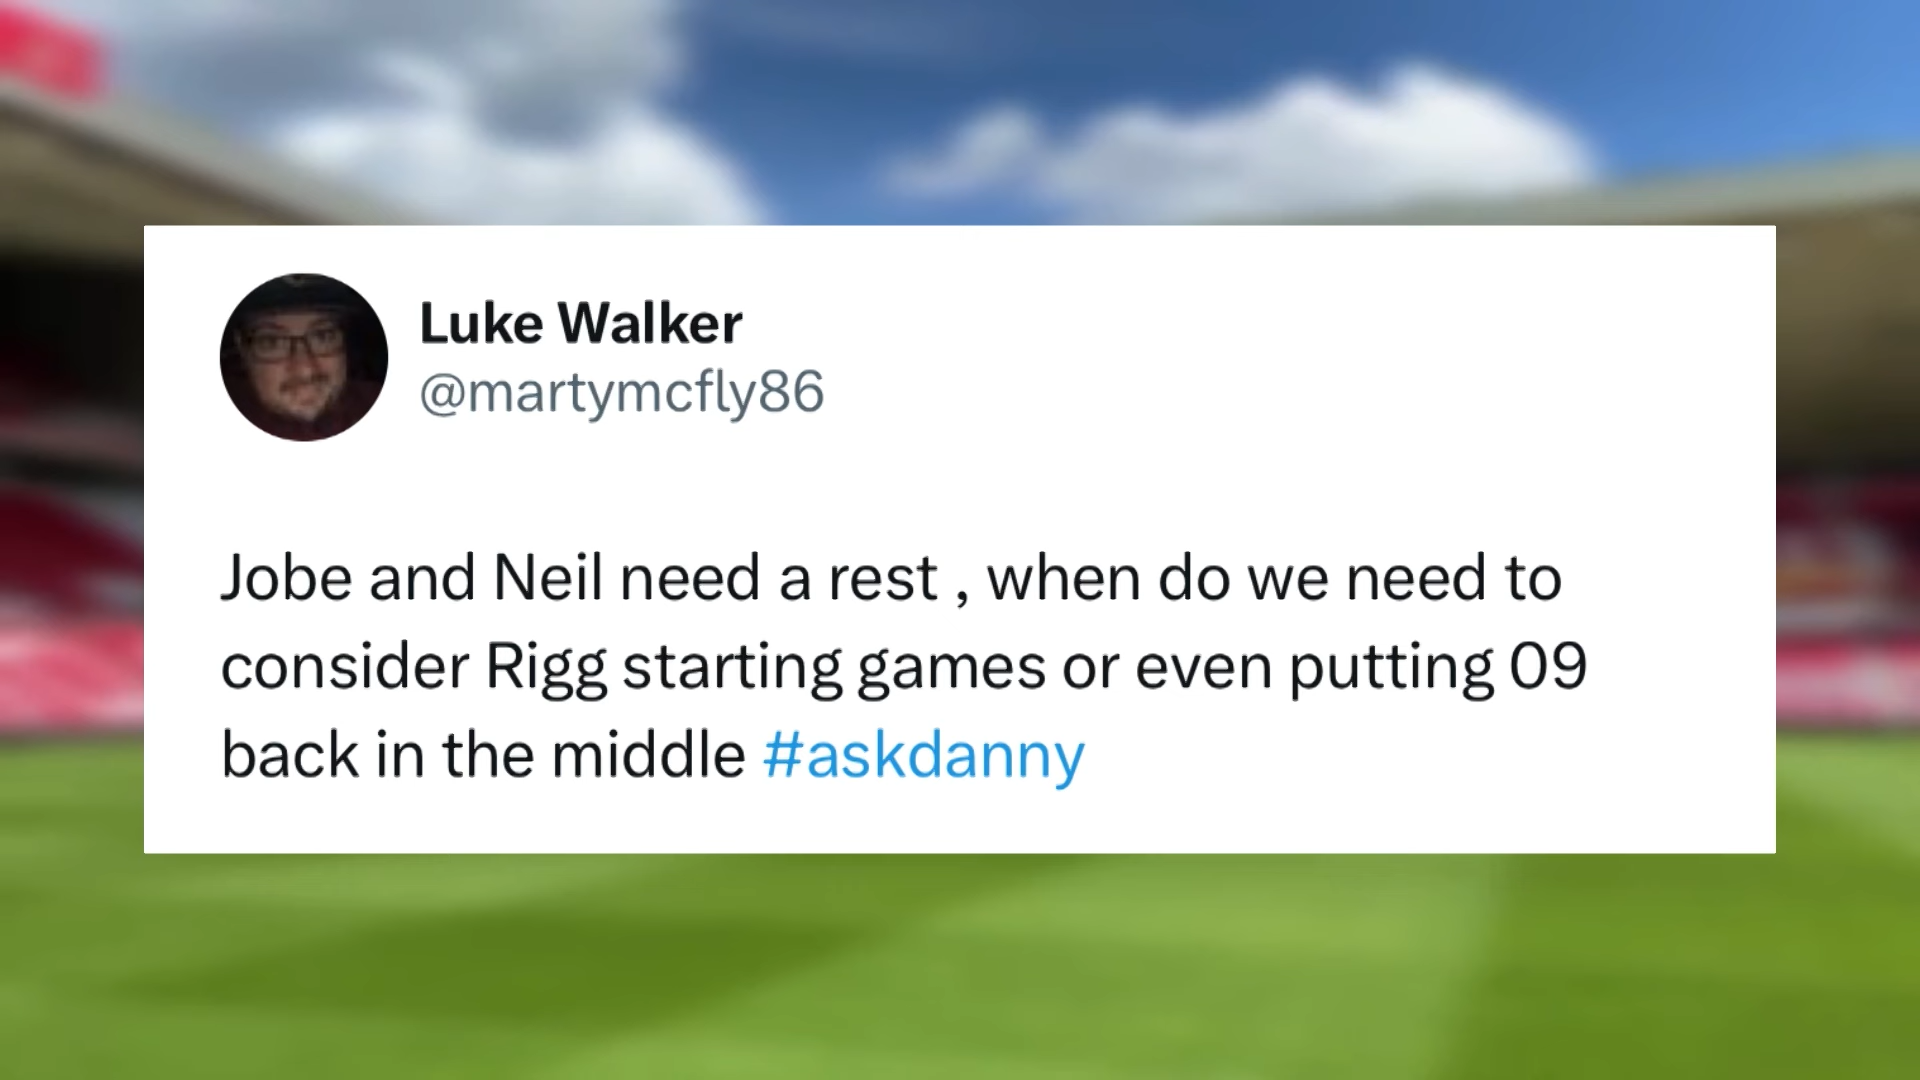 Luke Walker
@martymcfly86
Jobe and Neil need a rest , when do we need to
consider Rigg starting games or even putting 09
back in the middle #askdanny